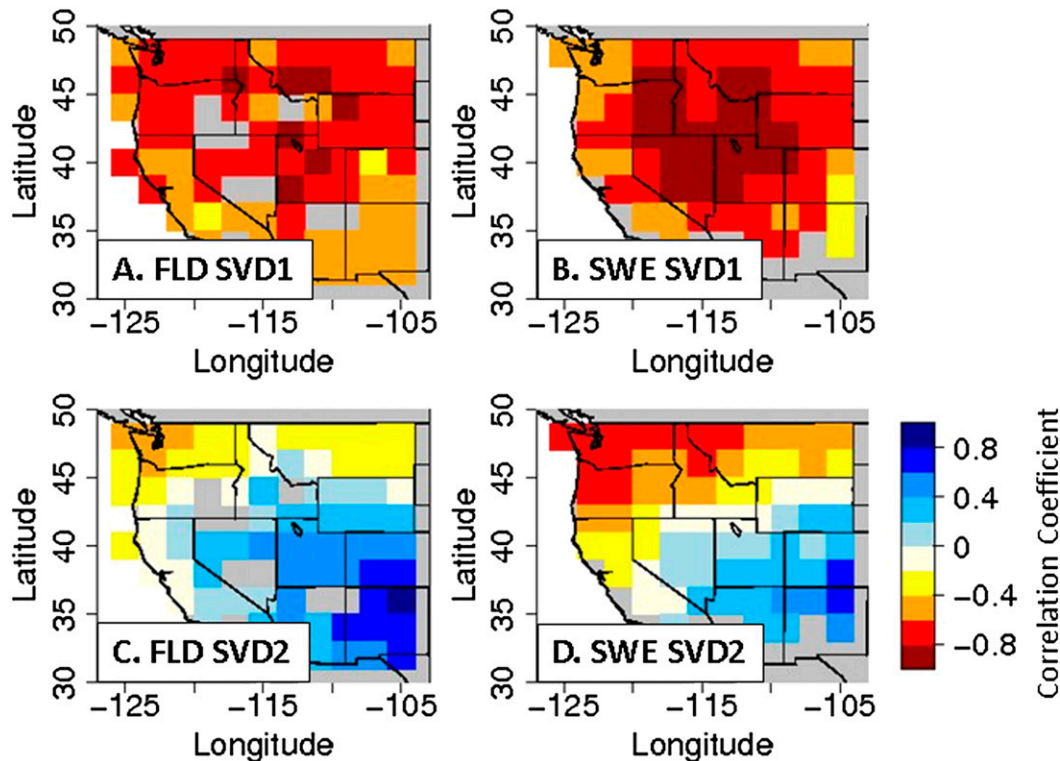 50
45
40
35
30
Latitude
A. FLD SVD1
-125
-115
-105
Longitude
50
45
40
35
30
Latitude
B. SWE SVD1
-125
-115
-105
Longitude
50
45
40
35
30
Latitude
C. FLD SVD2
-125
-115
-105
Longitude
50
45
40
35
30
Latitude
D. SWE SVD2
-125
-115
-105
Longitude
0.8
0.4
0
-0.4
-0.8
Correlation Coefficient